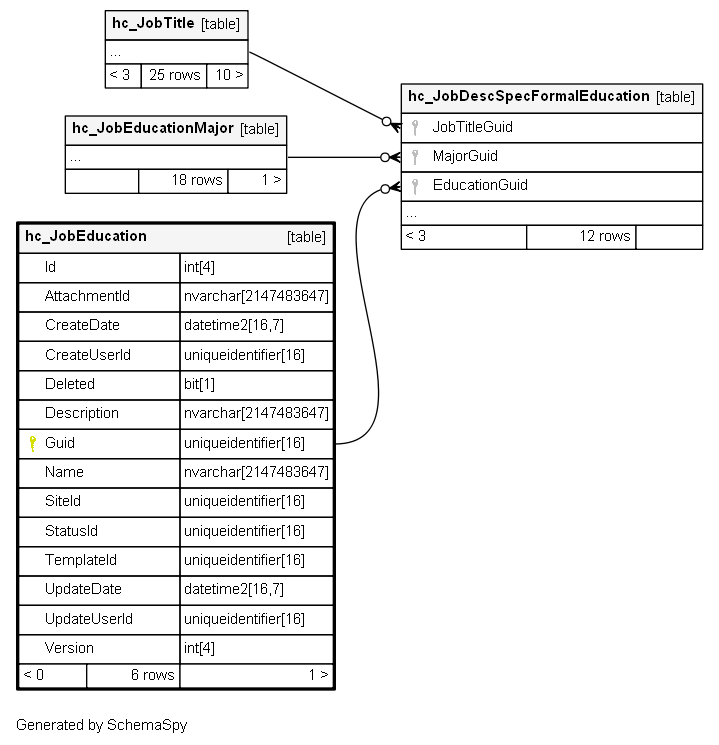 hc_JobTitle [table]
...
< 3 25 rows 10 >
hc_JobEducationMajor [table]
...
18 rows 1 >
hc_JobDescSpecFormalEducation [table]
JobTitleGuid
MajorGuid
EducationGuid
...
< 3 12 rows
hc_JobEducation [table]
Id int[4]
AttachmentId nvarchar[2147483647]
CreateDate datetime2[16,7]
CreateUserId uniqueidentifier[16]
Deleted bit[1]
Description nvarchar[2147483647]
Guid uniqueidentifier[16]
Name nvarchar[2147483647]
SiteId uniqueidentifier[16]
StatusId uniqueidentifier[16]
TemplateId uniqueidentifier[16]
UpdateDate datetime2[16,7]
UpdateUserId uniqueidentifier[16]
Version int[4]
< 0 6 rows 1 >
Generated by SchemaSpy